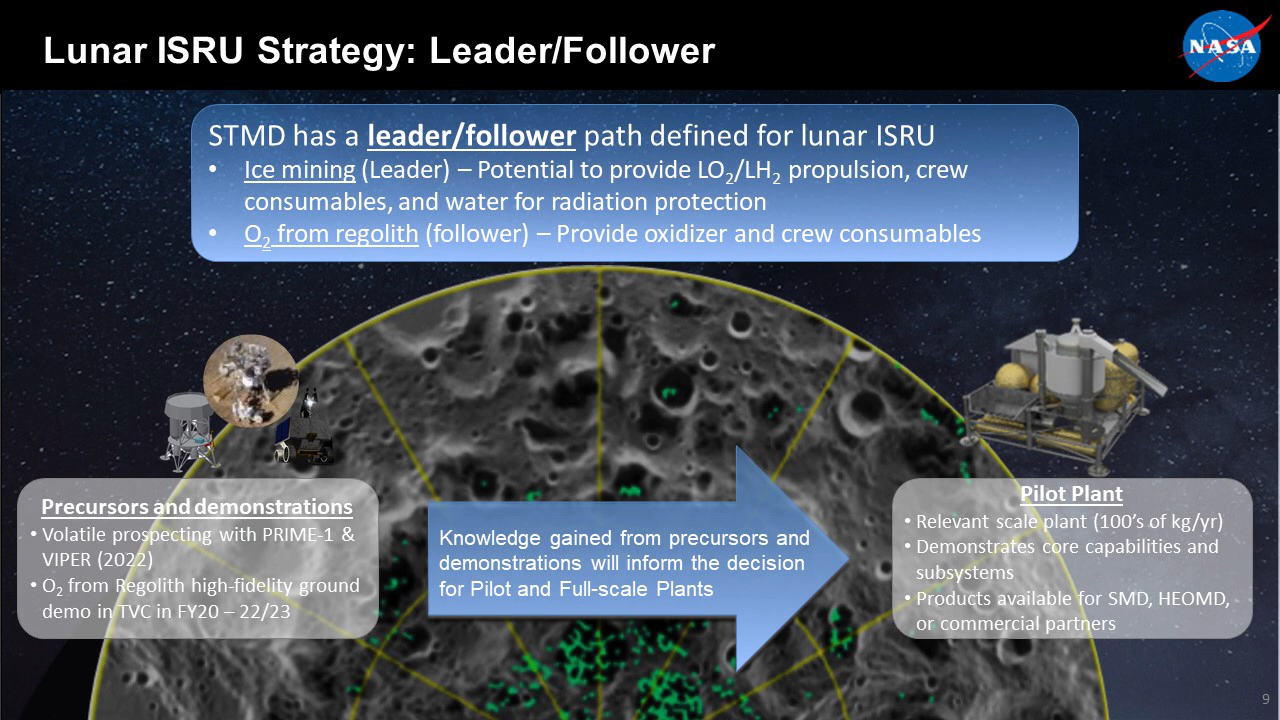 Lunar ISRU Strategy: Leader/Follower
NASA
STMD has a leader/follower path defined for lunar ISRU
• Ice mining (Leader) – Potential to provide LO₂/LH₂ propulsion, crew
consumables, and water for radiation protection
• O₂ from regolith (follower) – Provide oxidizer and crew consumables
Precursors and demonstrations
• Volatile prospecting with PRIME-1 &
VIPER (2022)
• O₂ from Regolith high-fidelity ground
demo in TVC in FY20 – 22/23
Knowledge gained from precursors and
demonstrations will inform the decision
for Pilot and Full-scale Plants
Pilot Plant
• Relevant scale plant (100’s of kg/yr)
• Demonstrates core capabilities and
subsystems
• Products available for SMD, HEOMD,
or commercial partners
9